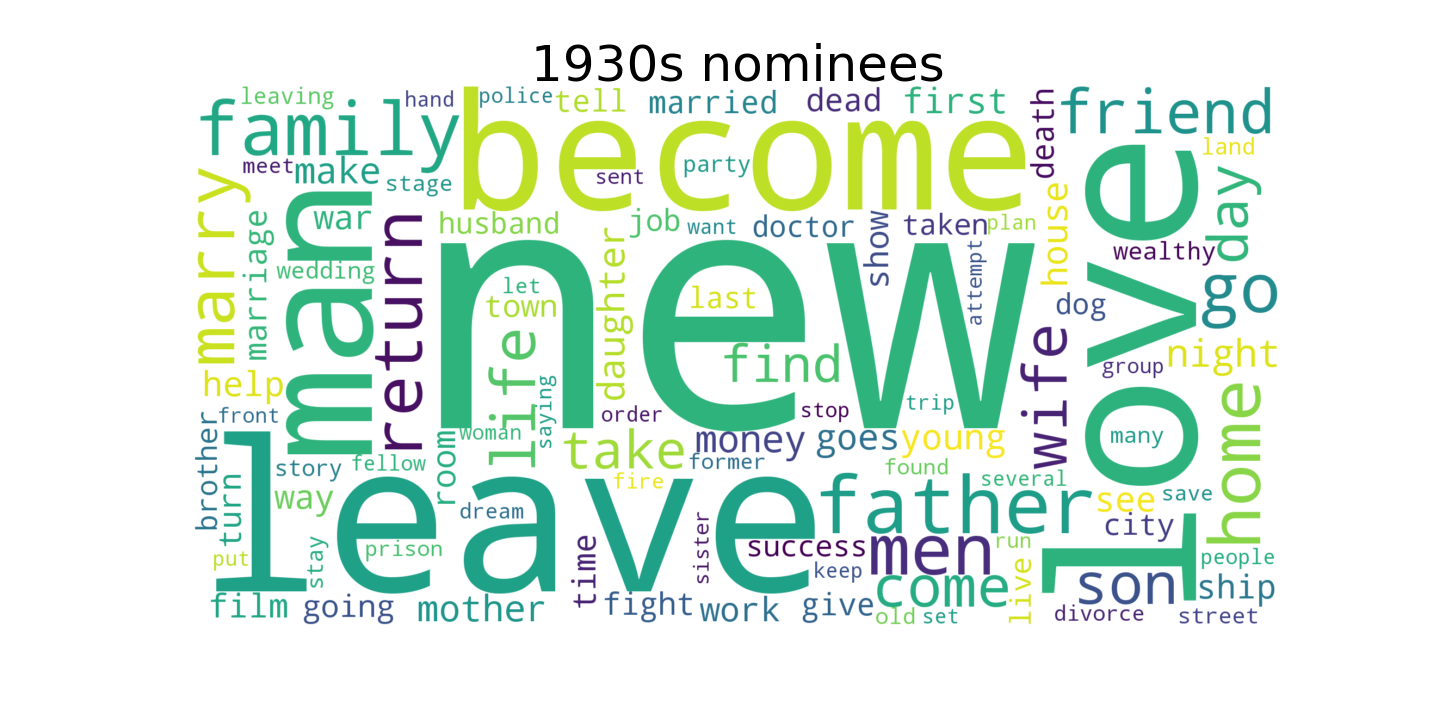 1930s nominees
leaving
hand
police
tell
married
dead
first
family
become
death
friend
meet
make
stage
sent
party
land
marry
man
war
return
husband
job
want
doctor
show
taken
plan
house
love
day
wealthy
marriage
wedding
new
let
town
daughter
last
attempt
dog
go
life
find
wife
group
night
help
saying
order
stop
trip
home
brother
front
story
fellow
room
woman
take
money
former
goes
young
many
leave
way
turn
dream
fire
father
found
several
see
save
city
put
stay
prison
time
sister
success
keep
men
run
people
film
going
mother
fight
work
give
come
old
set
live
son
divorce
ship
street